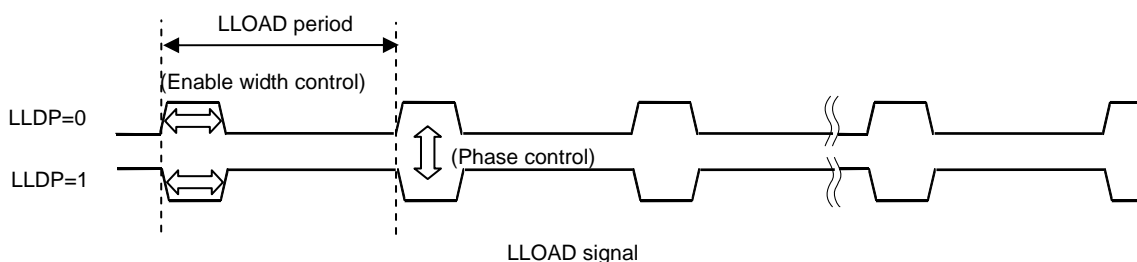 LLOAD period
(Enable width control)
LLDP=0
(Phase control)
LLDP=1
LLOAD signal